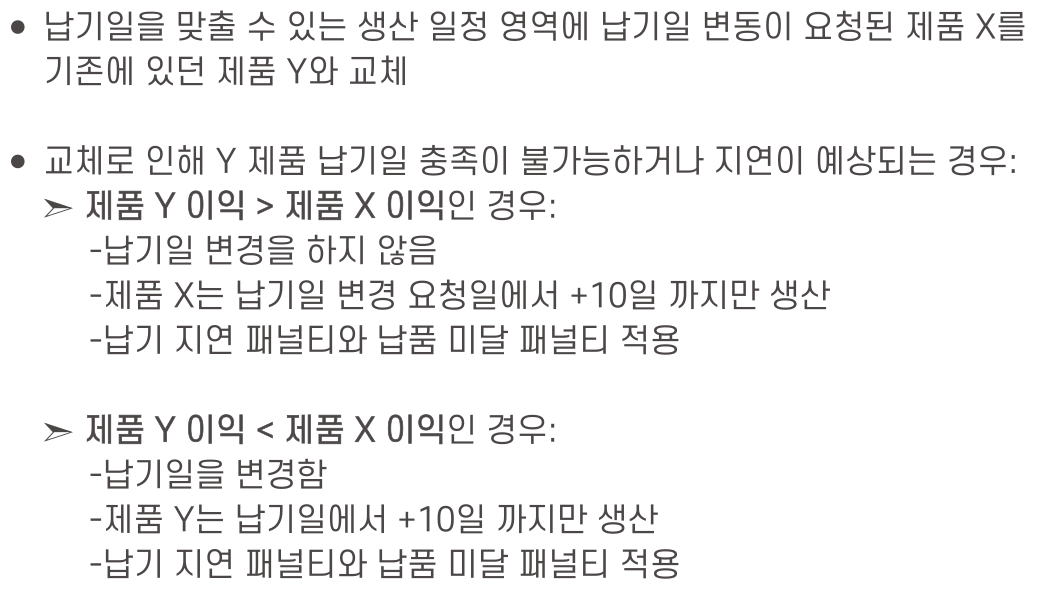 ● 납기일을 맞출 수 있는 생산 일정 영역에 납기일 변동이 요청된 제품 X를
기존에 있던 제품 Y와 교체
● 교체로 인해 Y 제품 납기일 충족이 불가능하거나 지연이 예상되는 경우:
➣ 제품 Y 이익 > 제품 X 이익인 경우:
-납기일 변경을 하지 않음
-제품 X는 납기일 변경 요청일에서 +10일 까지만 생산
-납기 지연 패널티와 납품 미달 패널티 적용
➣ 제품 Y 이익 < 제품 X 이익인 경우:
-납기일을 변경함
-제품 Y는 납기일에서 +10일 까지만 생산
-납기 지연 패널티와 납품 미달 패널티 적용